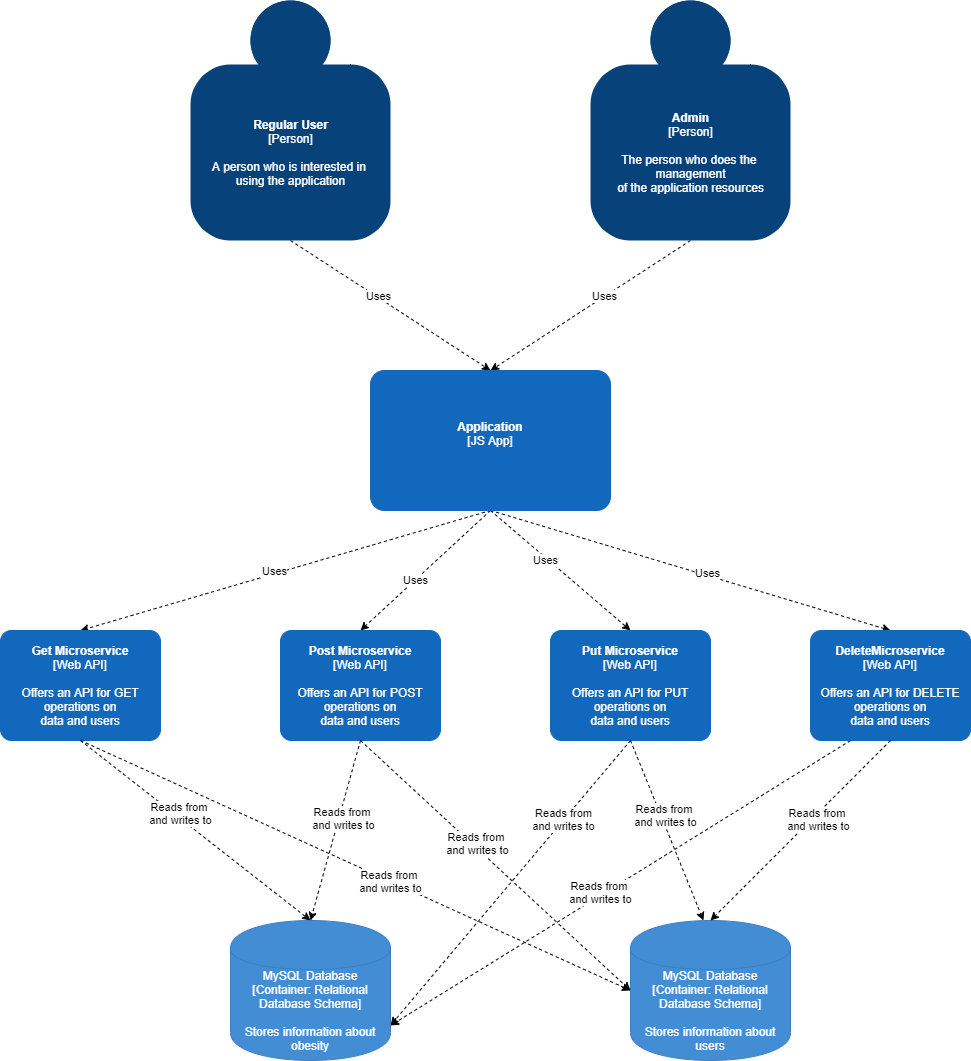 Regular User
[Person]
A person who is interested in
using the application
Admin
[Person]
The person who does the
management
of the application resources
Uses
Uses
Application
[JS App]
Uses
Uses
Uses
Uses
Get Microservice
[Web API]
Offers an API for GET
operations on
data and users
Post Microservice
[Web API]
Offers an API for POST
operations on
data and users
Put Microservice
[Web API]
Offers an API for PUT
operations on
data and users
DeleteMicroservice
[Web API]
Offers an API for DELETE
operations on
data and users
Reads from
and writes to
Reads from
and writes to
Reads from
and writes to
Reads from
and writes to
Reads from
and writes to
Reads from
and writes to
Reads from
and writes to
Reads from
and writes to
MySQL Database
[Container: Relational
Database Schema]
Stores information about
obesity
MySQL Database
[Container: Relational
Database Schema]
Stores information about
users